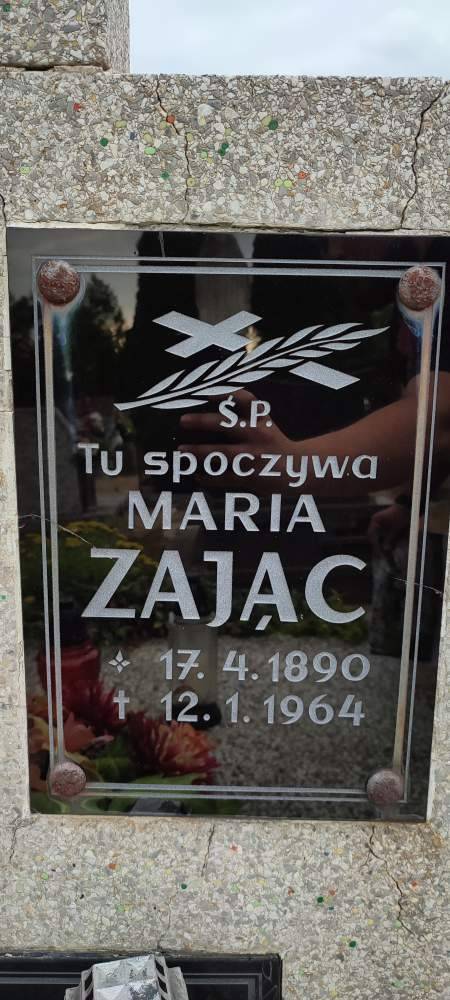 Ś.P.
Tu spoczywa
MARIA
ZAJĄC
17. 4. 1890
† 12. 1. 1964